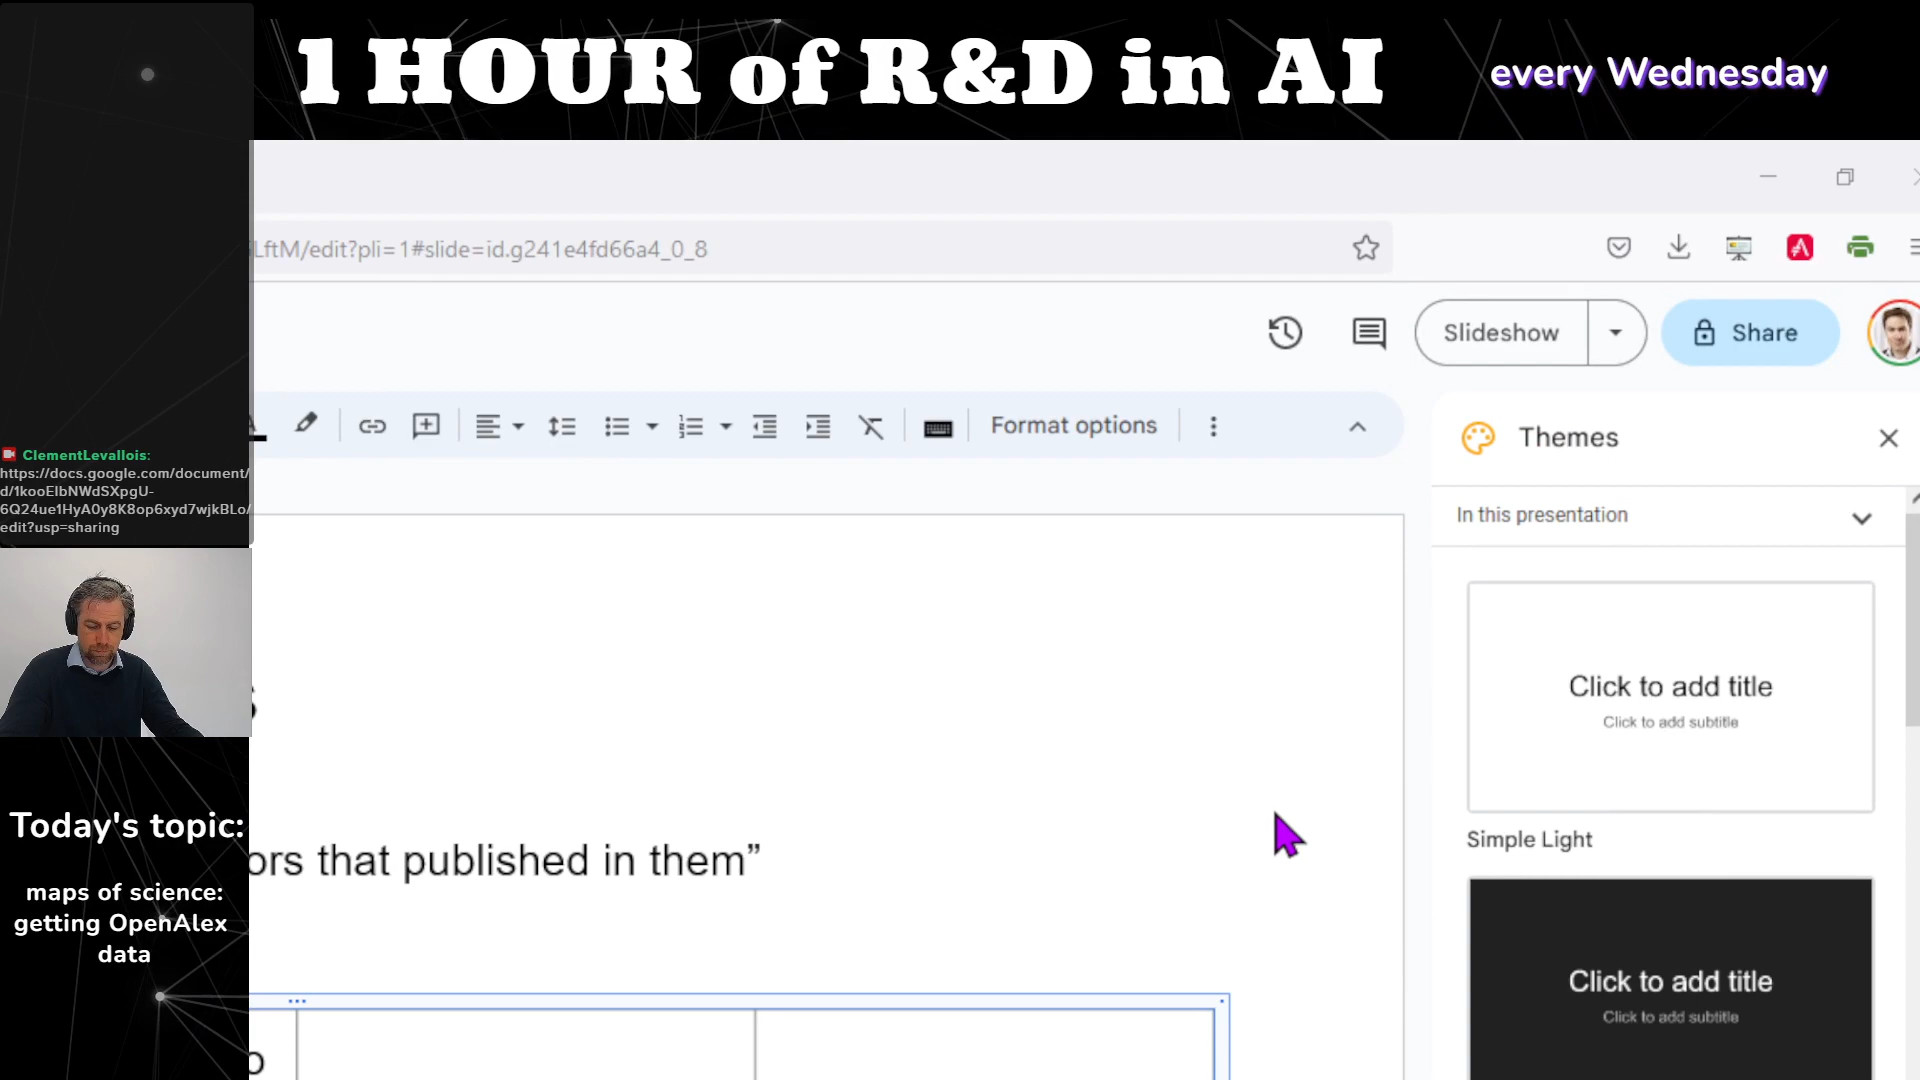 1 HOUR of R&D in AI
every Wednesday
LftM/edit?pli=1#slide=id.g241e4fd66a4_0_8
Slideshow
Share
Format options
Themes
ClementLevallois:
https://docs.google.com/document/
d/1kooEIbNWdSXpgU-
6Q24ue1HyA0y8K8op6xyd7wjkBLo/
edit?usp=sharing
In this presentation
Click to add title
Click to add subtitle
Simple Light
ors that published in them”
Today's topic:
maps of science:
getting OpenAlex
data
Click to add title
Click to add subtitle